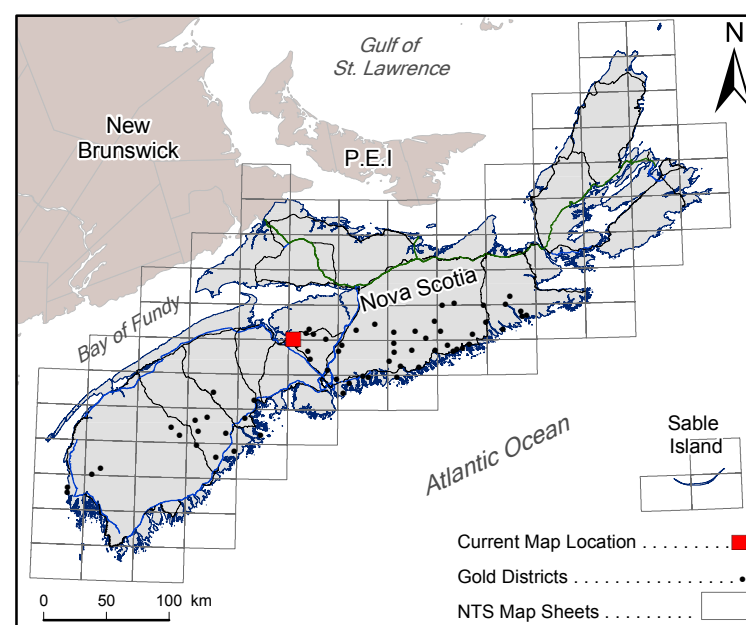 Gulf of
St. Lawrence
N
New
Brunswick
P.E.I
Nova Scotia
Bay of Fundy
Atlantic Ocean
Sable
Island
Current Map Location . . . . . . . . .
Gold Districts . . . . . . . . . . . . . . . .
NTS Map Sheets . . . . . . . . .
0 50 100 km